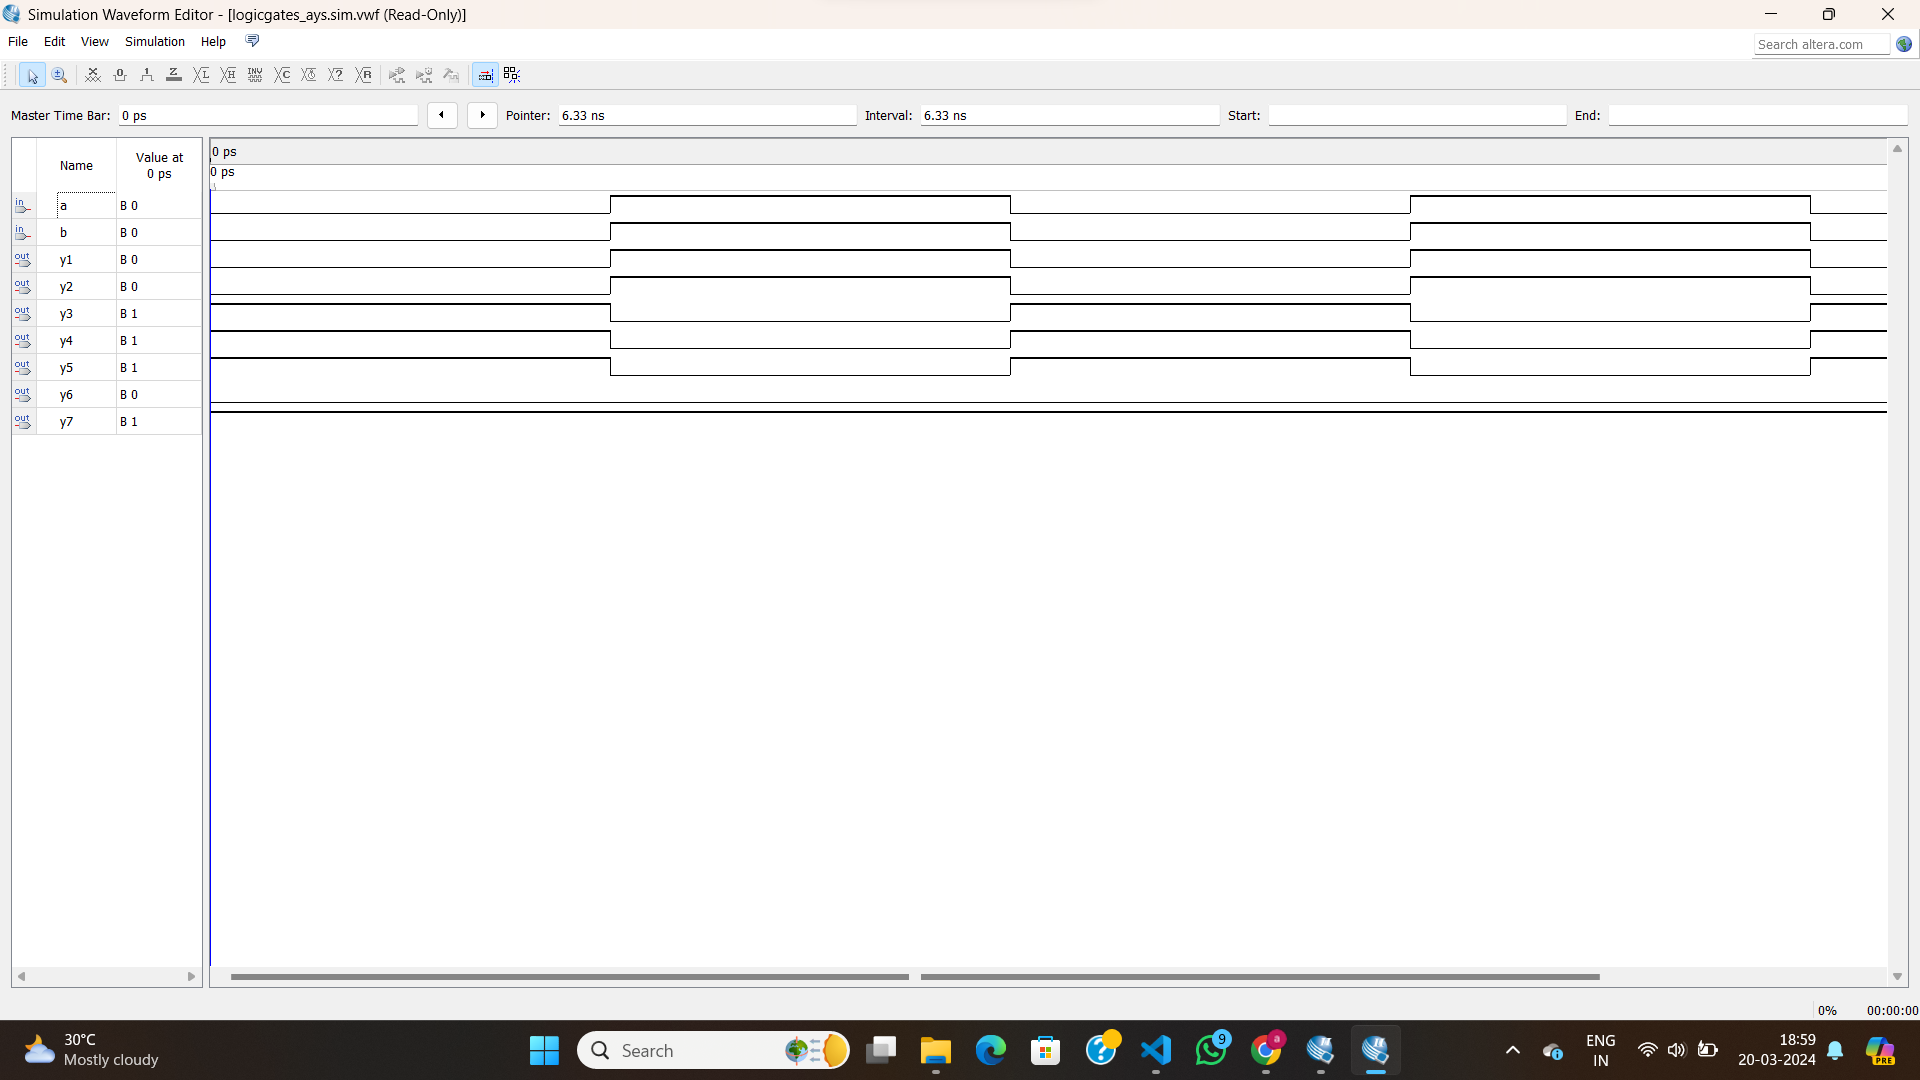 Simulation Waveform Editor - [logicgates_ays.sim.vwf (Read-Only)]
File Edit View Simulation Help
Search altera.com
Master Time Bar: 0 ps Pointer: 6.33 ns Interval: 6.33 ns Start: End:
Name Value at 0 ps
0 ps
0 ps
in a B 0
in b B 0
out y1 B 0
out y2 B 0
out y3 B 1
out y4 B 1
out y5 B 1
out y6 B 0
out y7 B 1
0% 00:00:00
30°C
Mostly cloudy
Search
9
a
ENG
IN
18:59
20-03-2024
PRE